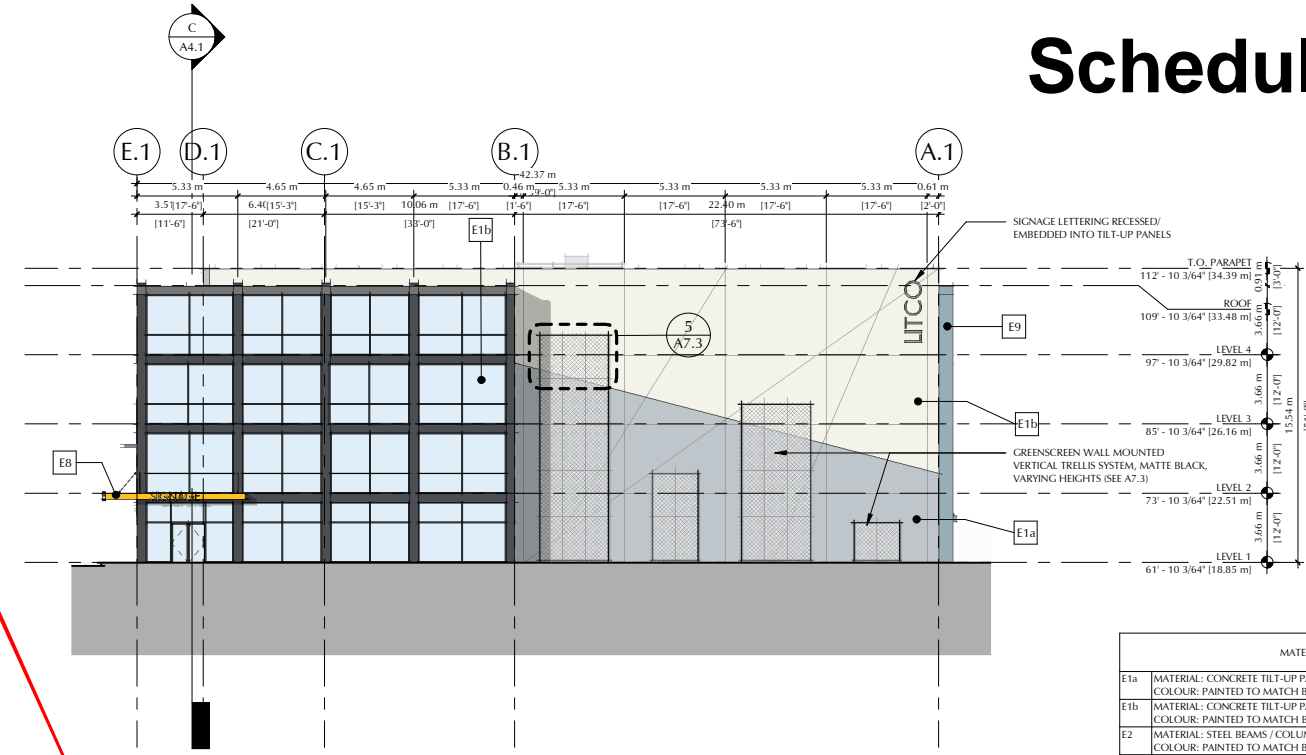 C
A4.1
Schedul
E.1
D.1
C.1
B.1
A.1
42.37 m
5.33 m
4.65 m
4.65 m
5.33 m
0.46 m
5.33 m
5.33 m
5.33 m
5.33 m
0.61 m
[17'-6"]
[15'-3"]
[15'-3"]
[17'-6"]
[1'-6"]
[17'-6"]
[17'-6"]
[17'-6"]
[17'-6"]
[2'-0"]
10.06 m
22.40 m
[11'-6"]
[21'-0"]
[33'-0"]
[73'-6"]
E1b
SIGNAGE LETTERING RECESSED/
EMBEDDED INTO TILT-UP PANELS
T.O. PARAPET
112' - 10 3/64" [34.39 m]
0.91 m
[3'-0"]
ROOF
109' - 10 3/64" [33.48 m]
3.66 m
[12'-0"]
LITCO
5
A7.3
E9
LEVEL 4
97' - 10 3/64" [29.82 m]
3.66 m
[12'-0"]
E1b
LEVEL 3
85' - 10 3/64" [26.16 m]
15.54 m
GREENSCREEN WALL MOUNTED
VERTICAL TRELLIS SYSTEM, MATTE BLACK,
VARYING HEIGHTS (SEE A7.3)
3.66 m
[12'-0"]
E8
SIGNAGE
LEVEL 2
73' - 10 3/64" [22.51 m]
E1a
3.66 m
[12'-0"]
LEVEL 1
61' - 10 3/64" [18.85 m]
MATE
E1a MATERIAL: CONCRETE TILT-UP PA
COLOUR: PAINTED TO MATCH B
E1b MATERIAL: CONCRETE TILT-UP PA
COLOUR: PAINTED TO MATCH B
E2 MATERIAL: STEEL BEAMS / COLUM
COLOUR: PAINTED TO MATCH B